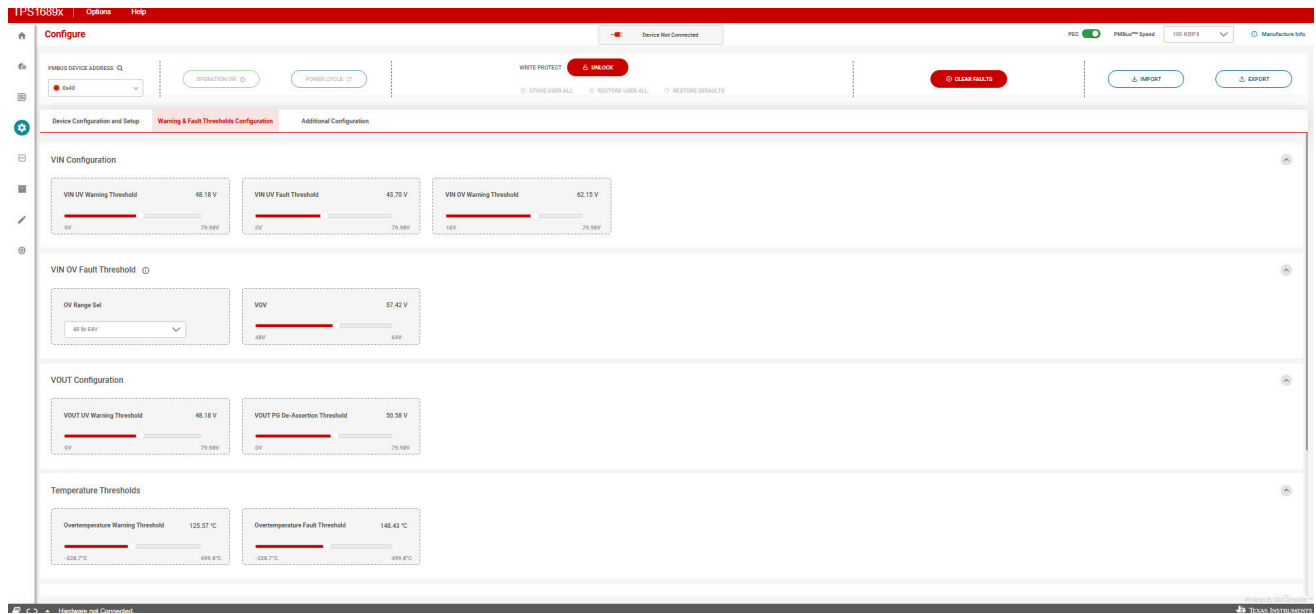 TPS1689x Options Help
Configure
Device Not Connected
PEC
PMBus™ Speed
100 KBPS
Manufacture Info
PMBUS DEVICE ADDRESS
0x40
OPERATION ON
POWER CYCLE
WRITE PROTECT
UNLOCK
STORE USER ALL RESTORE USER ALL RESTORE DEFAULTS
CLEAR FAULTS
IMPORT
EXPORT
Device Configuration and Setup Warning & Fault Thresholds Configuration Additional Configuration
VIN Configuration
VIN UV Warning Threshold 48.18 V
0V 79.98V
VIN UV Fault Threshold 43.70 V
0V 79.98V
VIN OV Warning Threshold 62.15 V
16V 79.98V
VIN OV Fault Threshold
OV Range Sel
48 to 64V
VOV 57.42 V
48V 64V
VOUT Configuration
VOUT UV Warning Threshold 48.18 V
0V 79.98V
VOUT PG De-Assertion Threshold 50.58 V
0V 79.98V
Temperature Thresholds
Overtemperature Warning Threshold 125.57 °C
-228.7°C 499.8°C
Overtemperature Fault Threshold 148.43 °C
-228.7°C 499.8°C
Powered By GUI Composer
Hardware not Connected.
TEXAS INSTRUMENTS